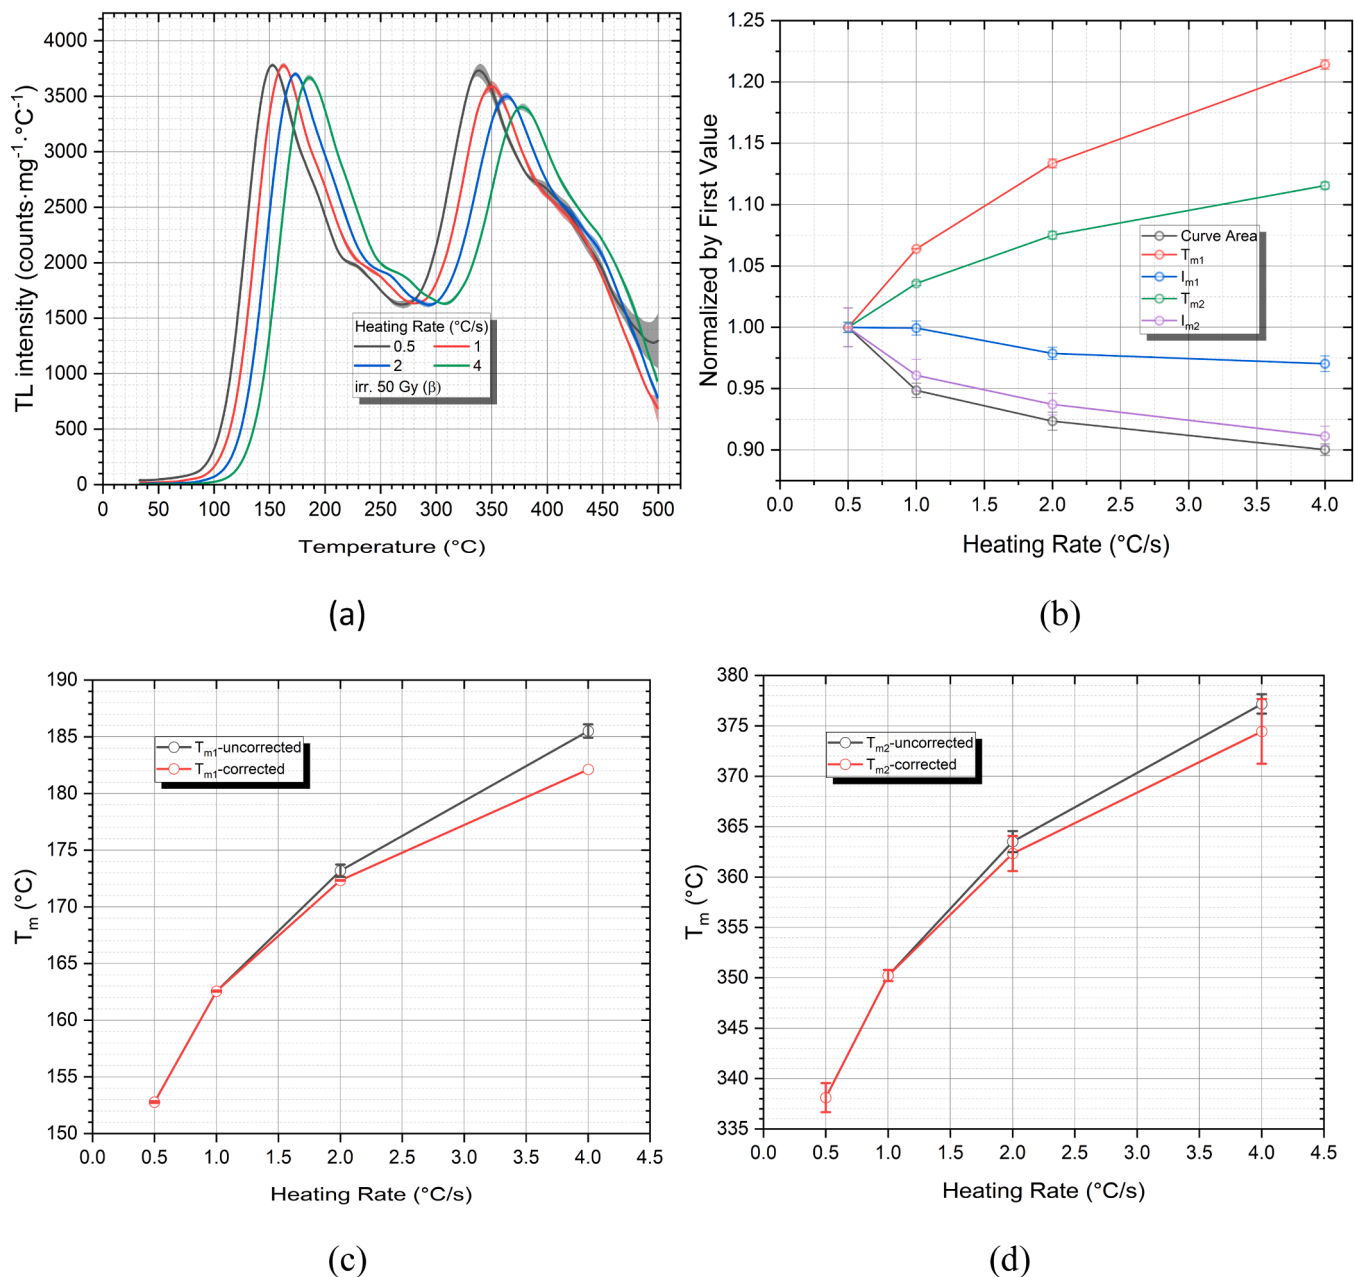 4000
3500
3000
2500
2000
1500
1000
500
0
TL intensity (counts·mg⁻¹·°C⁻¹)
Heating Rate (°C/s)
0.5 1
2 4
irr. 50 Gy (β)
0 50 100 150 200 250 300 350 400 450 500
Temperature (°C)
(a)
1.25
1.20
1.15
1.10
1.05
1.00
0.95
0.90
Normalized by First Value
Curve Area
Tm1
Im1
Tm2
Im2
0.0 0.5 1.0 1.5 2.0 2.5 3.0 3.5 4.0
Heating Rate (°C/s)
(b)
190
185
180
175
170
165
160
155
150
Tm (°C)
Tm1-uncorrected
Tm1-corrected
0.0 0.5 1.0 1.5 2.0 2.5 3.0 3.5 4.0 4.5
Heating Rate (°C/s)
(c)
380
375
370
365
360
355
350
345
340
335
Tm (°C)
Tm2-uncorrected
Tm2-corrected
0.0 0.5 1.0 1.5 2.0 2.5 3.0 3.5 4.0 4.5
Heating Rate (°C/s)
(d)